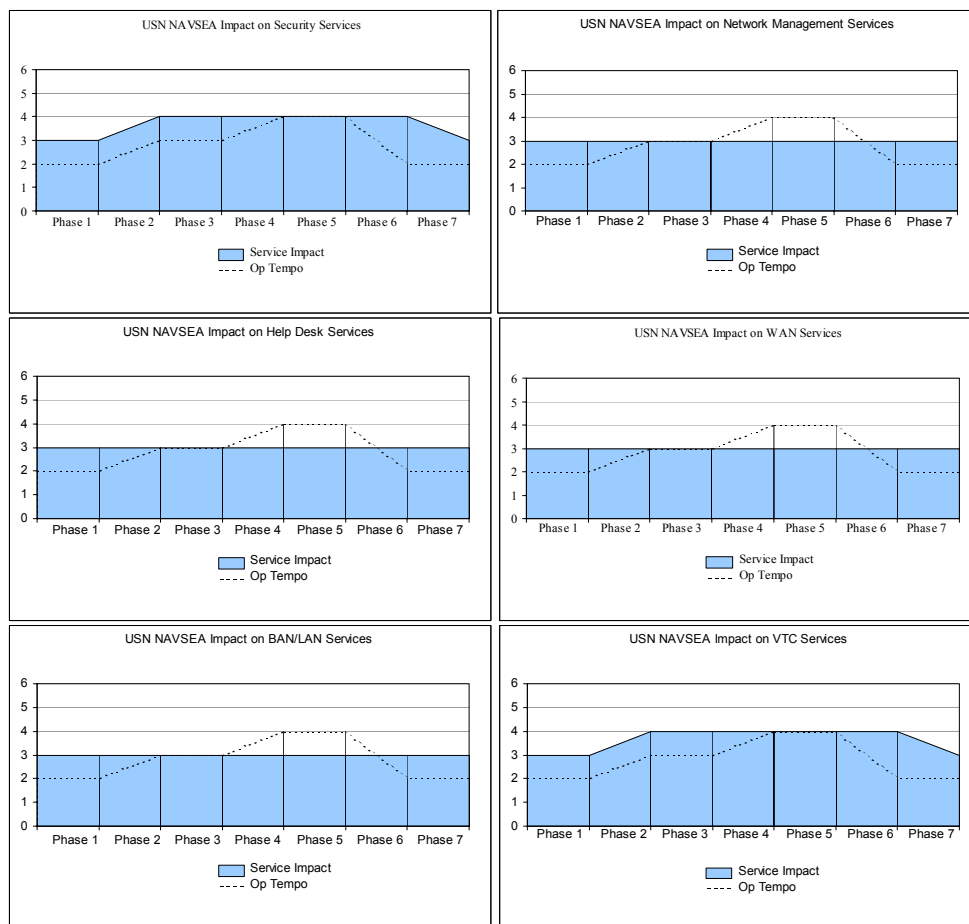 USN NAVSEA Impact on Security Services
6
5
4
3
2
1
0
Phase 1 Phase 2 Phase 3 Phase 4 Phase 5 Phase 6 Phase 7
Service Impact
Op Tempo
USN NAVSEA Impact on Network Management Services
6
5
4
3
2
1
0
Phase 1 Phase 2 Phase 3 Phase 4 Phase 5 Phase 6 Phase 7
Service Impact
Op Tempo
USN NAVSEA Impact on Help Desk Services
6
5
4
3
2
1
0
Phase 1 Phase 2 Phase 3 Phase 4 Phase 5 Phase 6 Phase 7
Service Impact
Op Tempo
USN NAVSEA Impact on WAN Services
6
5
4
3
2
1
0
Phase 1 Phase 2 Phase 3 Phase 4 Phase 5 Phase 6 Phase 7
Service Impact
Op Tempo
USN NAVSEA Impact on BAN/LAN Services
6
5
4
3
2
1
0
Phase 1 Phase 2 Phase 3 Phase 4 Phase 5 Phase 6 Phase 7
Service Impact
Op Tempo
USN NAVSEA Impact on VTC Services
6
5
4
3
2
1
0
Phase 1 Phase 2 Phase 3 Phase 4 Phase 5 Phase 6 Phase 7
Service Impact
Op Tempo